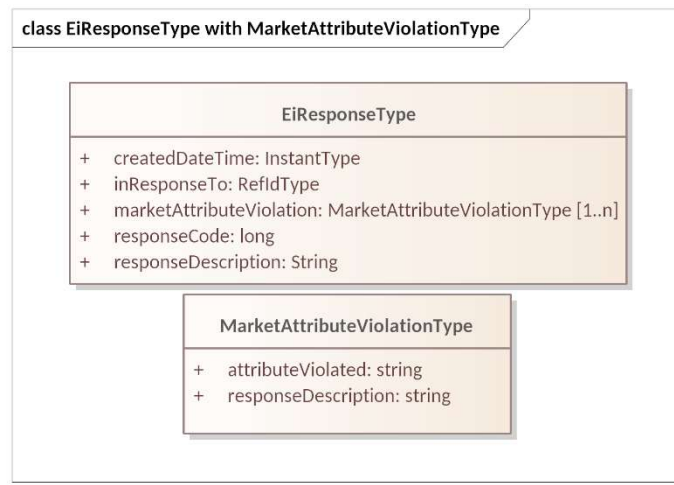 class EiResponseType with MarketAttributeViolationType
EiResponseType
+ createdDateTime: InstantType
+ inResponseTo: RefIdType
+ marketAttributeViolation: MarketAttributeViolationType [1..n]
+ responseCode: long
+ responseDescription: String
MarketAttributeViolationType
+ attributeViolated: string
+ responseDescription: string